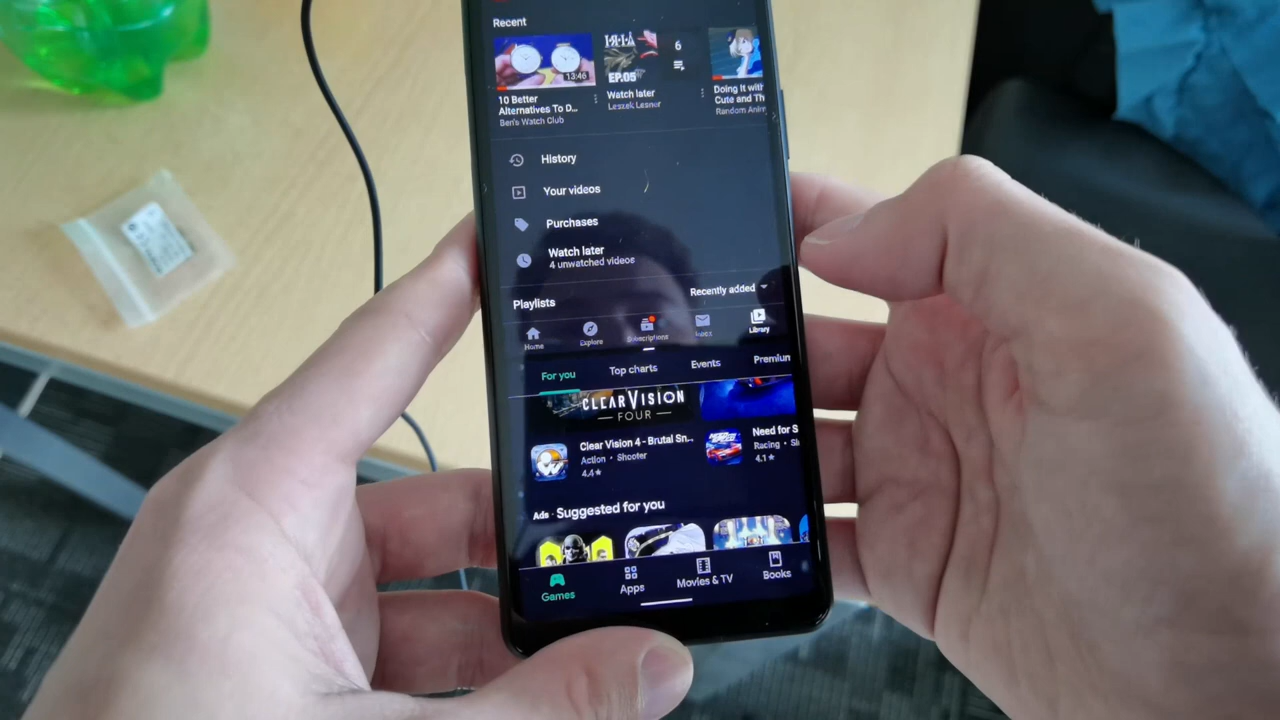 Recent
13:46
EP.05
6
10 Better
Alternatives To D...
Ben's Watch Club
Watch later
Leszek Lesner
Doing It with
Cute and Th
Random Anim
History
Your videos
Purchases
Watch later
4 unwatched videos
Playlists
Recently added
Home
Explore
Subscriptions
Inbox
Library
For you
Top charts
Events
Premium
CLEAR VISION
— FOUR —
Clear Vision 4 - Brutal Sn...
Action • Shooter
4.4★
Need for S
Racing •
4.1★
Ads · Suggested for you
Games
Apps
Movies & TV
Books